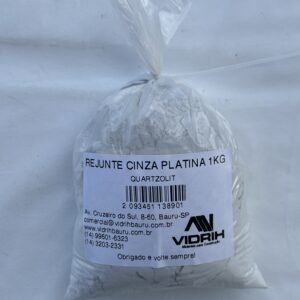 REJUNTE CINZA PLATINA 1KG
QUARTZOLIT
2 093461 138901
Av. Cruzeiro do Sul, 8-60, Bauru-SP
comercial@vidrihbauru.com.br
www.vidrihbauru.com.br
(14) 99601-6323
(14) 3203-2331
VIDRIH
Obrigado e volte sempre!